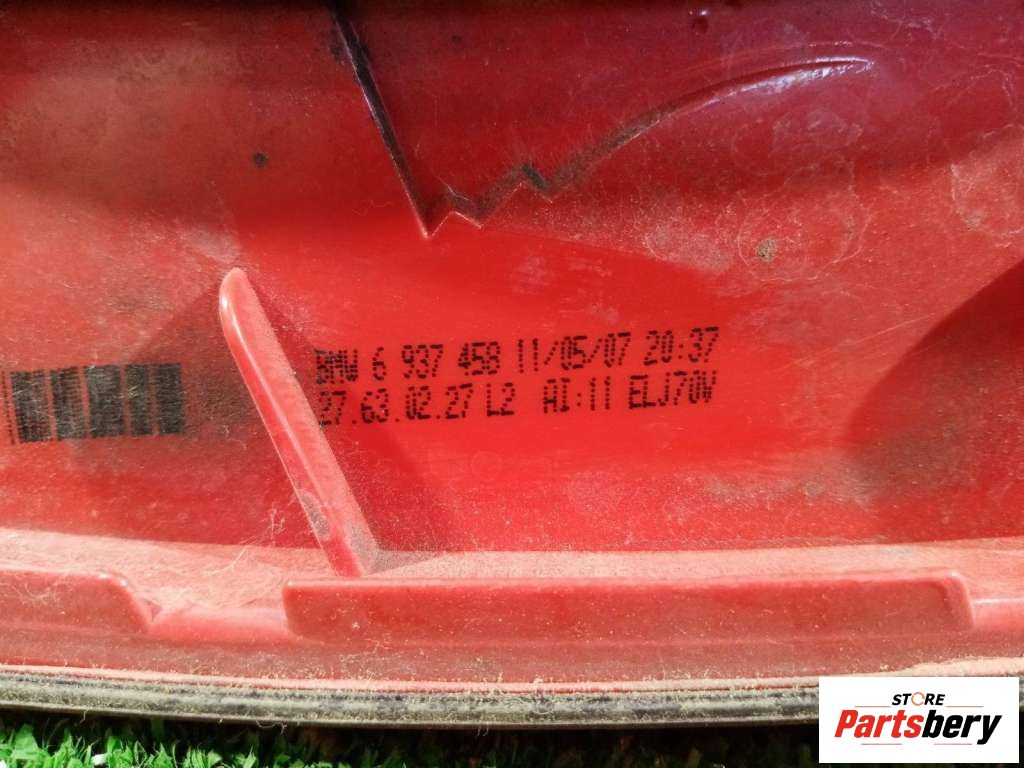 BMW 6 937 458 11/05/07 20:37
27.63.02.27 L2 AI:11 ELJ70V
STORE
Partsbery